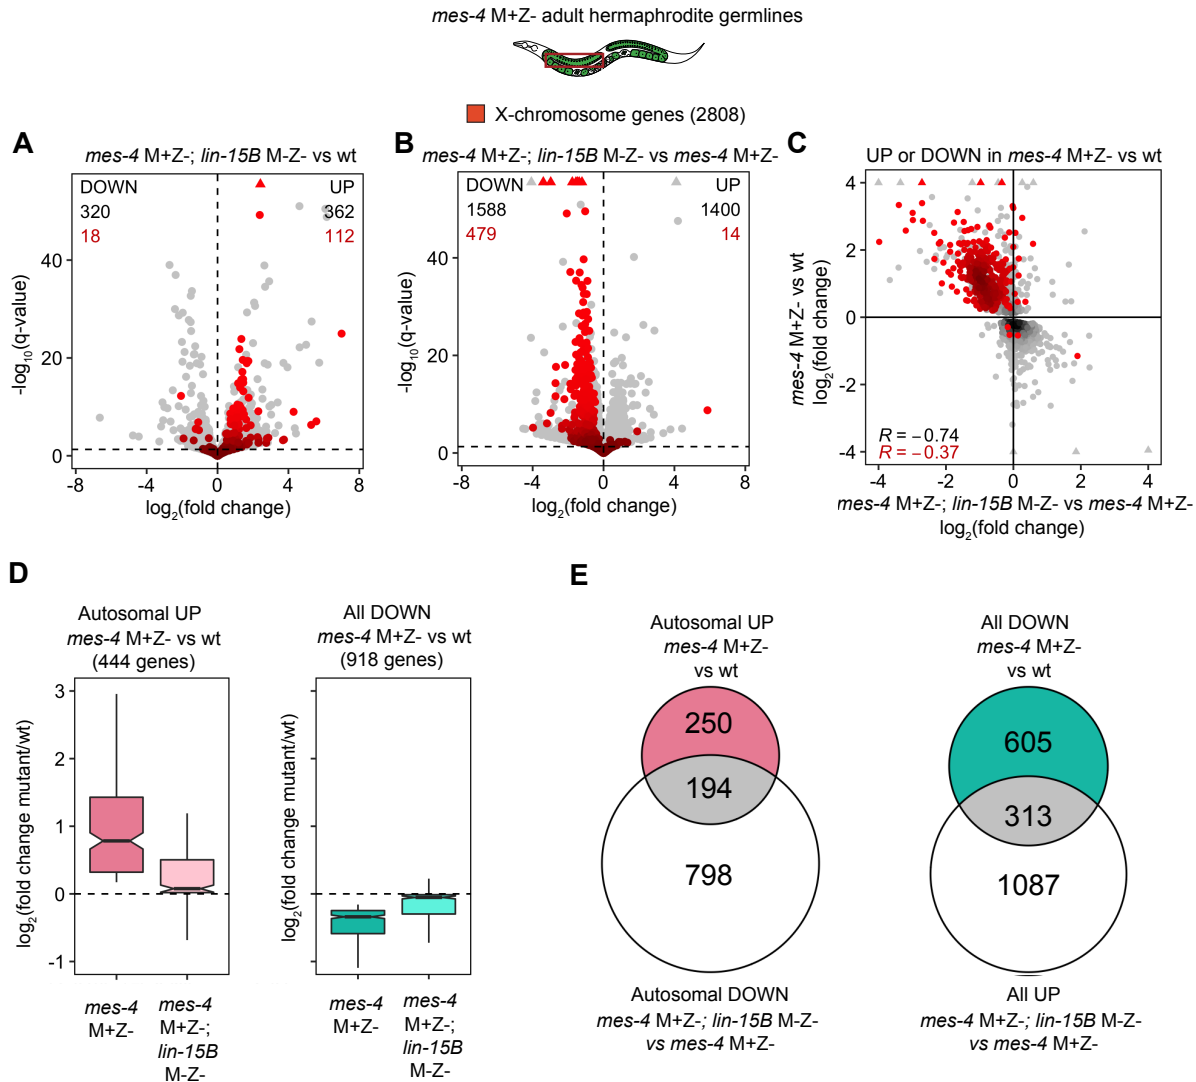 mes-4 M+Z- adult hermaphrodite germlines
X-chromosome genes (2808)
A
mes-4 M+Z-; lin-15B M-Z- vs wt
DOWN
320
18
UP
362
112
40
20
0
-log10(q-value)
-8
-4
0
4
8
log2(fold change)
B
mes-4 M+Z-; lin-15B M-Z- vs mes-4 M+Z-
DOWN
1588
479
UP
1400
14
40
20
0
-log10(q-value)
-8
-4
0
4
8
log2(fold change)
C
UP or DOWN in mes-4 M+Z- vs wt
4
2
0
-2
-4
mes-4 M+Z- vs wt
log2(fold change)
R = −0.74
R = −0.37
-4
-2
0
2
4
mes-4 M+Z-; lin-15B M-Z- vs mes-4 M+Z-
log2(fold change)
D
Autosomal UP
mes-4 M+Z- vs wt
(444 genes)
3
2
1
0
-1
log2(fold change mutant/wt)
mes-4
M+Z-
mes-4
M+Z-;
lin-15B
M-Z-
All DOWN
mes-4 M+Z- vs wt
(918 genes)
log2(fold change mutant/wt)
mes-4
M+Z-
mes-4
M+Z-;
lin-15B
M-Z-
E
Autosomal UP
mes-4 M+Z-
vs wt
250
194
798
Autosomal DOWN
mes-4 M+Z-; lin-15B M-Z-
vs mes-4 M+Z-
All DOWN
mes-4 M+Z-
vs wt
605
313
1087
All UP
mes-4 M+Z-; lin-15B M-Z-
vs mes-4 M+Z-